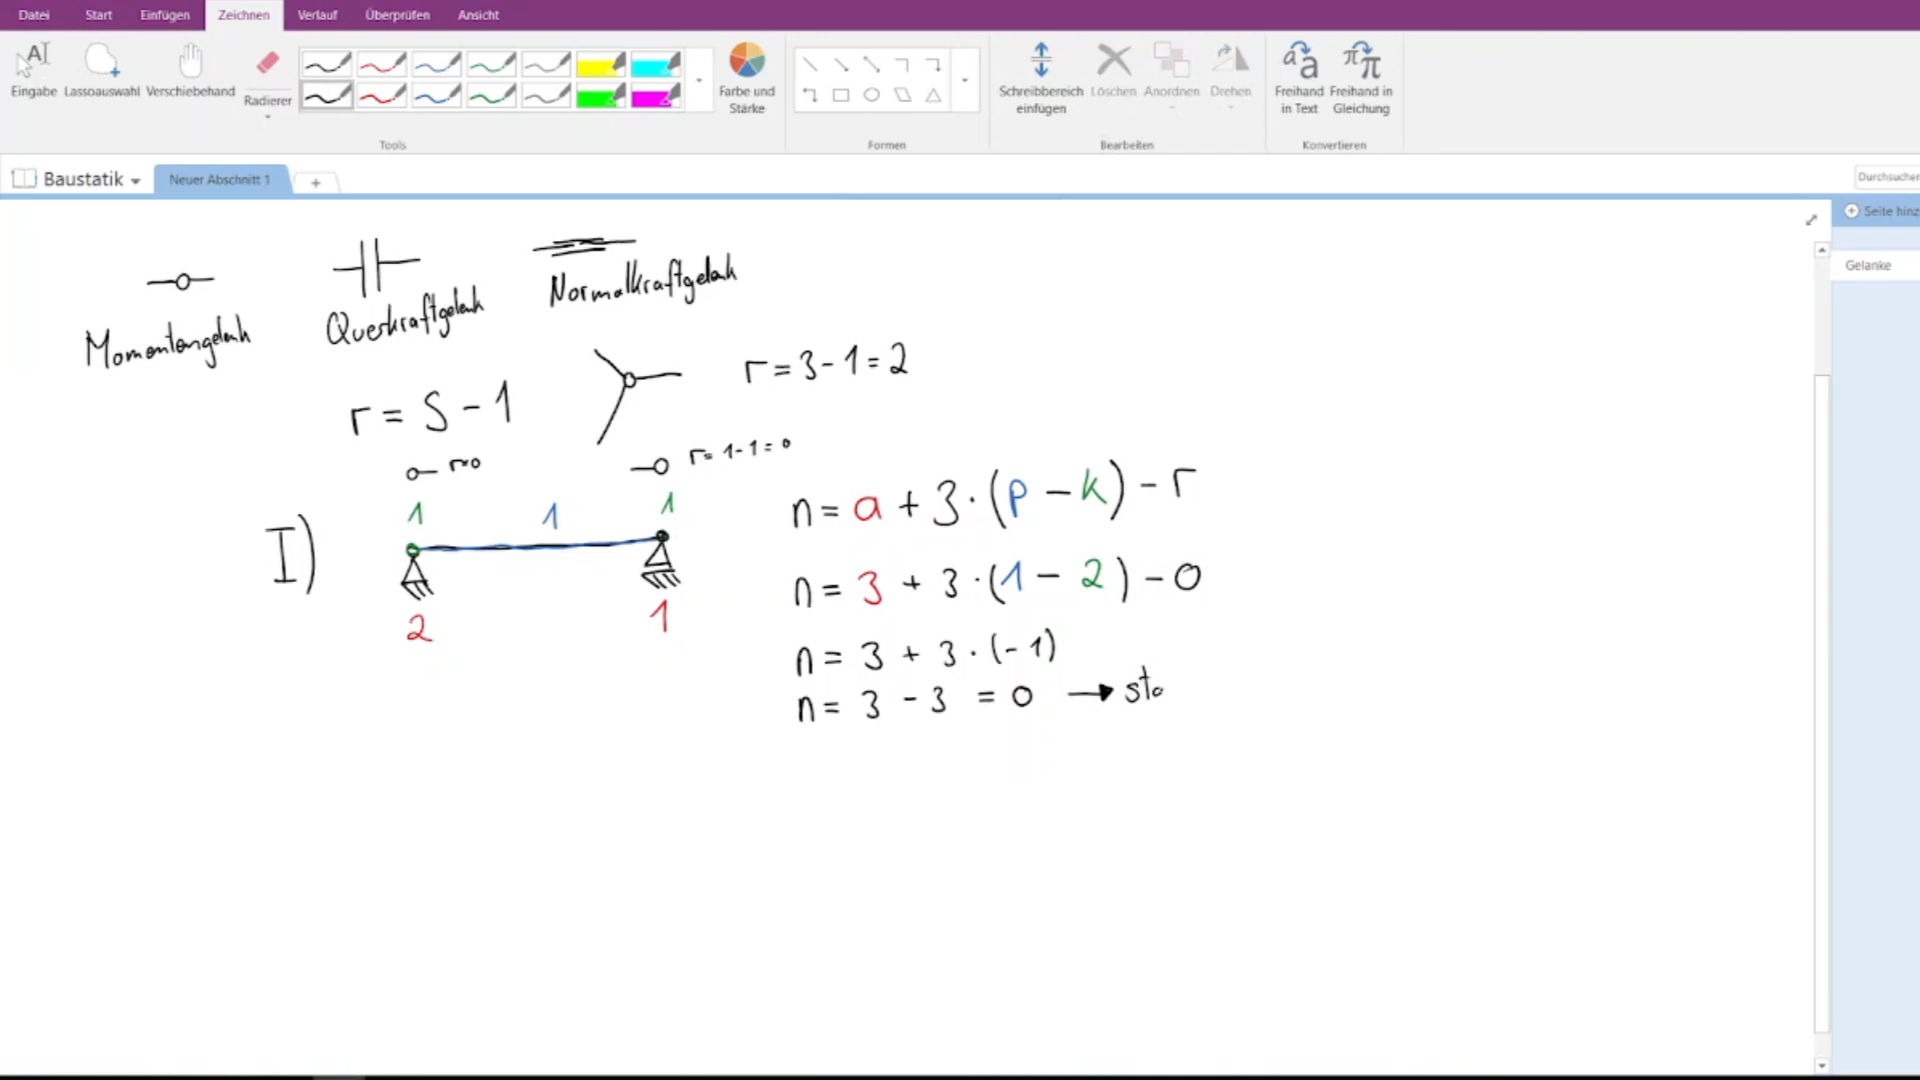 Datei Start Einfügen Zeichnen Verlauf Überprüfen Ansicht
Eingabe Lassoauswahl Verschiebehand Radierer
Farbe und Stärke
Schreibbereich einfügen Löschen Anordnen Drehen
Freihand in Text Freihand in Gleichung
Tools Formen Bearbeiten Konvertieren
Baustatik Neuer Abschnitt 1 +
Durchsuchen
Seite hinz
Gelanke
Momentengelenk
Querkraftgelenk
Normalkraftgelenk
r = S - 1
r = 3 - 1 = 2
r=0
r = 1 - 1 = 0
1 1 1
I)
2 1
n = a + 3 · (p - k) - r
n = 3 + 3 · (1 - 2) - 0
n = 3 + 3 · (-1)
n = 3 - 3 = 0 → sta